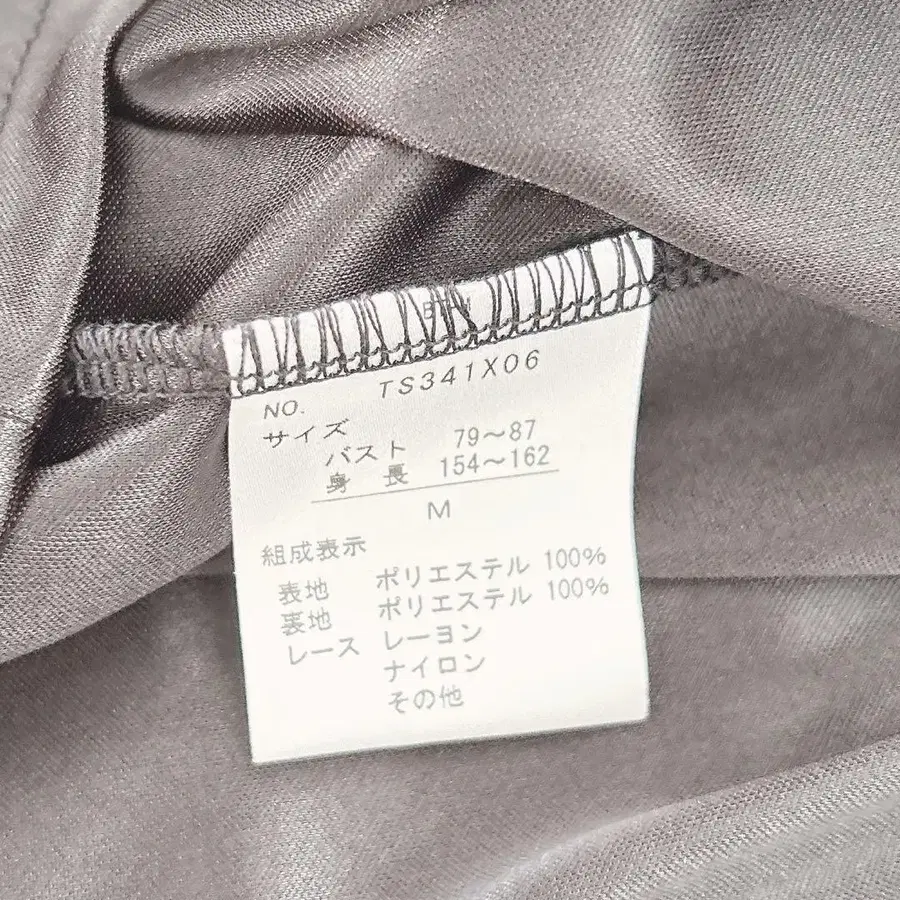 NO. TS341X06
サイズ
バスト 79～87
身長 154～162
M
組成表示
表地 ポリエステル 100%
裏地 ポリエステル 100%
レース レーヨン
ナイロン
その他